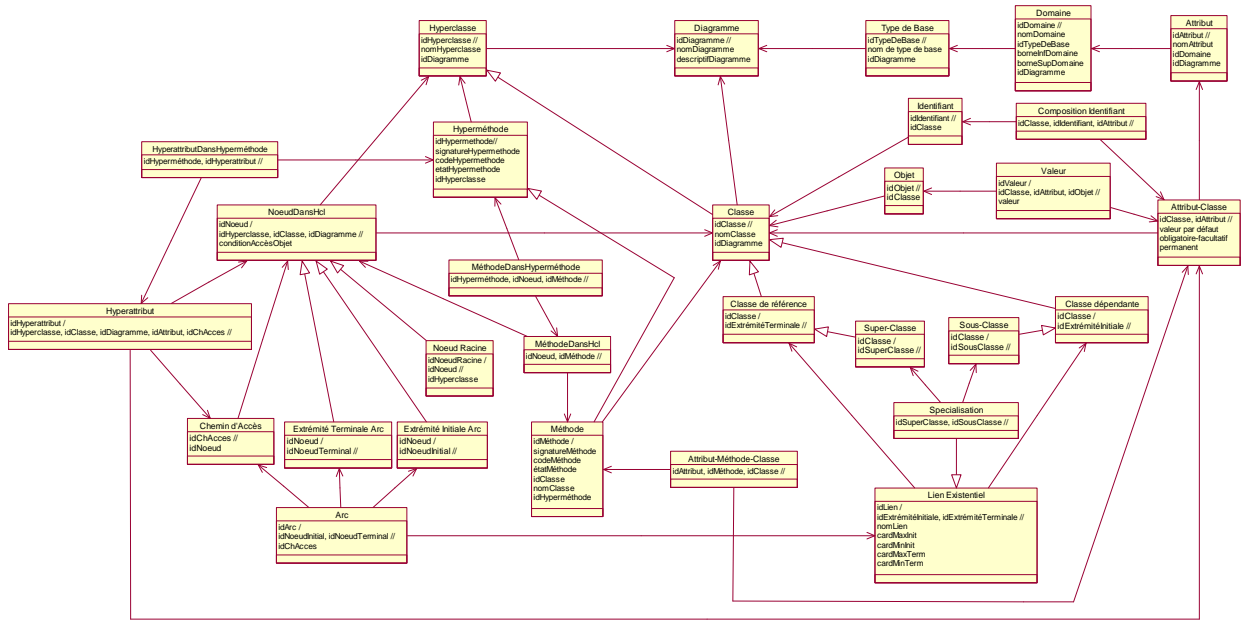 Hyperclasse
idHyperclasse //
nomHyperclasse
idDiagramme
Diagramme
idDiagramme //
nomDiagramme
descriptifDiagramme
Type de Base
idTypeDeBase //
nom de type de base
idDiagramme
Domaine
idDomaine //
nomDomaine
idTypeDeBase
borneInfDomaine
borneSupDomaine
idDiagramme
Attribut
idAttribut //
nomAttribut
idDomaine
idDiagramme
Identifiant
idIdentifiant //
idClasse
Composition Identifiant
idClasse, idIdentifiant, idAttribut //
Hyperméthode
idHypermethode//
signatureHypermethode
codeHypermethode
etatHypermethode
idHyperclasse
HyperattributDansHyperméthode
idHyperméthode, idHyperattribut //
Objet
idObjet //
idClasse
Valeur
idValeur /
idClasse, idAttribut, idObjet //
valeur
NoeudDansHcl
idNoeud /
idHyperclasse, idClasse, idDiagramme //
conditionAccèsObjet
Classe
idClasse //
nomClasse
idDiagramme
Attribut-Classe
idClasse, idAttribut //
valeur par défaut
obligatoire-facultatif
permanent
MéthodeDansHyperméthode
idHyperméthode, idNoeud, idMéthode //
Hyperattribut
idHyperattribut /
idHyperclasse, idClasse, idDiagramme, idAttribut, idChAcces //
Classe de référence
idClasse /
idExtrémitéTerminale //
Classe dépendante
idClasse /
idExtrémitéInitiale //
Super-Classe
idClasse /
idSuperClasse //
Sous-Classe
idClasse /
idSousClasse //
Noeud Racine
idNoeudRacine /
idNoeud //
idHyperclasse
MéthodeDansHcl
idNoeud, idMéthode //
Specialisation
idSuperClasse, idSousClasse //
Chemin d'Accès
idChAcces //
idNoeud
Extrémité Terminale Arc
idNoeud /
idNoeudTerminal //
Extrémité Initiale Arc
idNoeud /
idNoeudInitial //
Méthode
idMéthode /
signatureMéthode
codeMéthode
étatMéthode
idClasse
nomClasse
idHyperméthode
Attribut-Méthode-Classe
idAttribut, idMéthode, idClasse //
Lien Existentiel
idLien /
idExtrémitéInitiale, idExtrémitéTerminale //
nomLien
cardMaxInit
cardMinInit
cardMaxTerm
cardMinTerm
Arc
idArc /
idNoeudInitial, idNoeudTerminal //
idChAcces